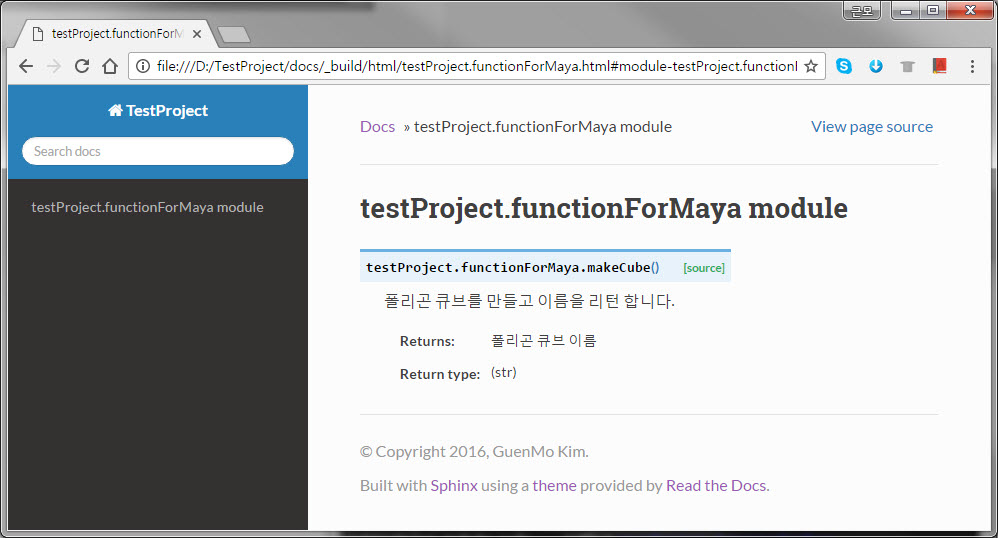 근모
testProject.functionForM
file:///D:/TestProject/docs/_build/html/testProject.functionForMaya.html#module-testProject.function
TestProject
Search docs
testProject.functionForMaya module
Docs » testProject.functionForMaya module
View page source
testProject.functionForMaya module
testProject.functionForMaya.makeCube() [source]
폴리곤 큐브를 만들고 이름을 리턴 합니다.
Returns: 폴리곤 큐브 이름
Return type: (str)
© Copyright 2016, GuenMo Kim.
Built with Sphinx using a theme provided by Read the Docs.